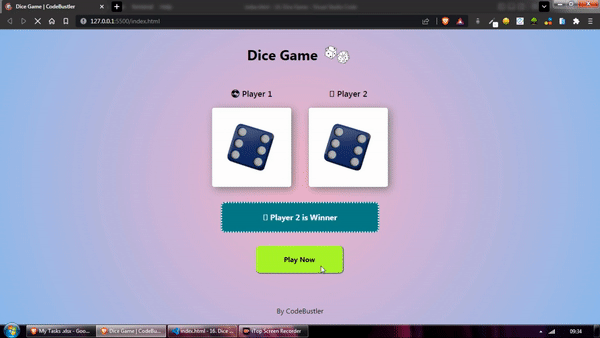 Dice Game | CodeBustler
127.0.0.1:5500/index.html
Dice Game
Player 1
Player 2
Player 2 is Winner
Play Now
By CodeBustler
My Tasks .xlsx - Goo...
Dice Game | CodeBu...
index.html - 16. Dice ...
iTop Screen Recorder
09:34